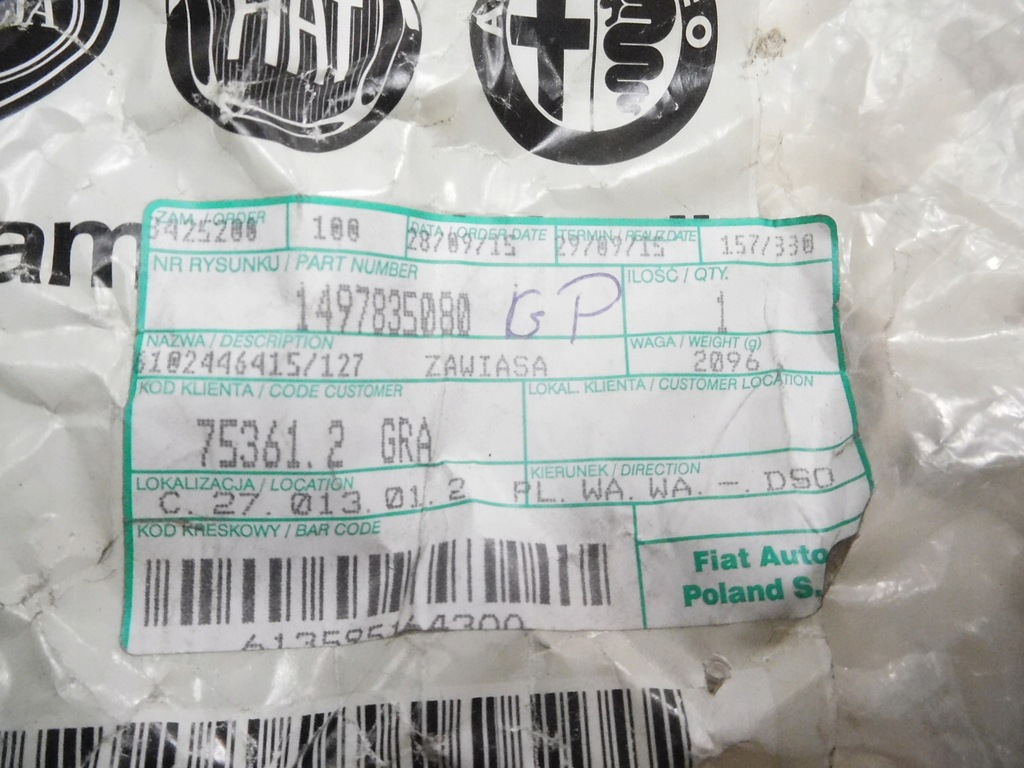 FIAT
am
ZAM. / ORDER
3425200
100
DATA / ORDER DATE
28/09/15
TERMIN / REALIZ DATE
29/09/15
157/330
NR RYSUNKU / PART NUMBER
1497835080
GP
ILOŚĆ / QTY.
1
NAZWA / DESCRIPTION
6102446415/127 ZAWIASA
WAGA / WEIGHT (g)
2096
KOD KLIENTA / CODE CUSTOMER
75361.2 GRA
LOKAL. KLIENTA / CUSTOMER LOCATION
LOKALIZACJA / LOCATION
C. 27. 013. 01. 2
KIERUNEK / DIRECTION
PL. WA. WA. -. DSO
KOD KRESKOWY / BAR CODE
Fiat Auto
Poland S.